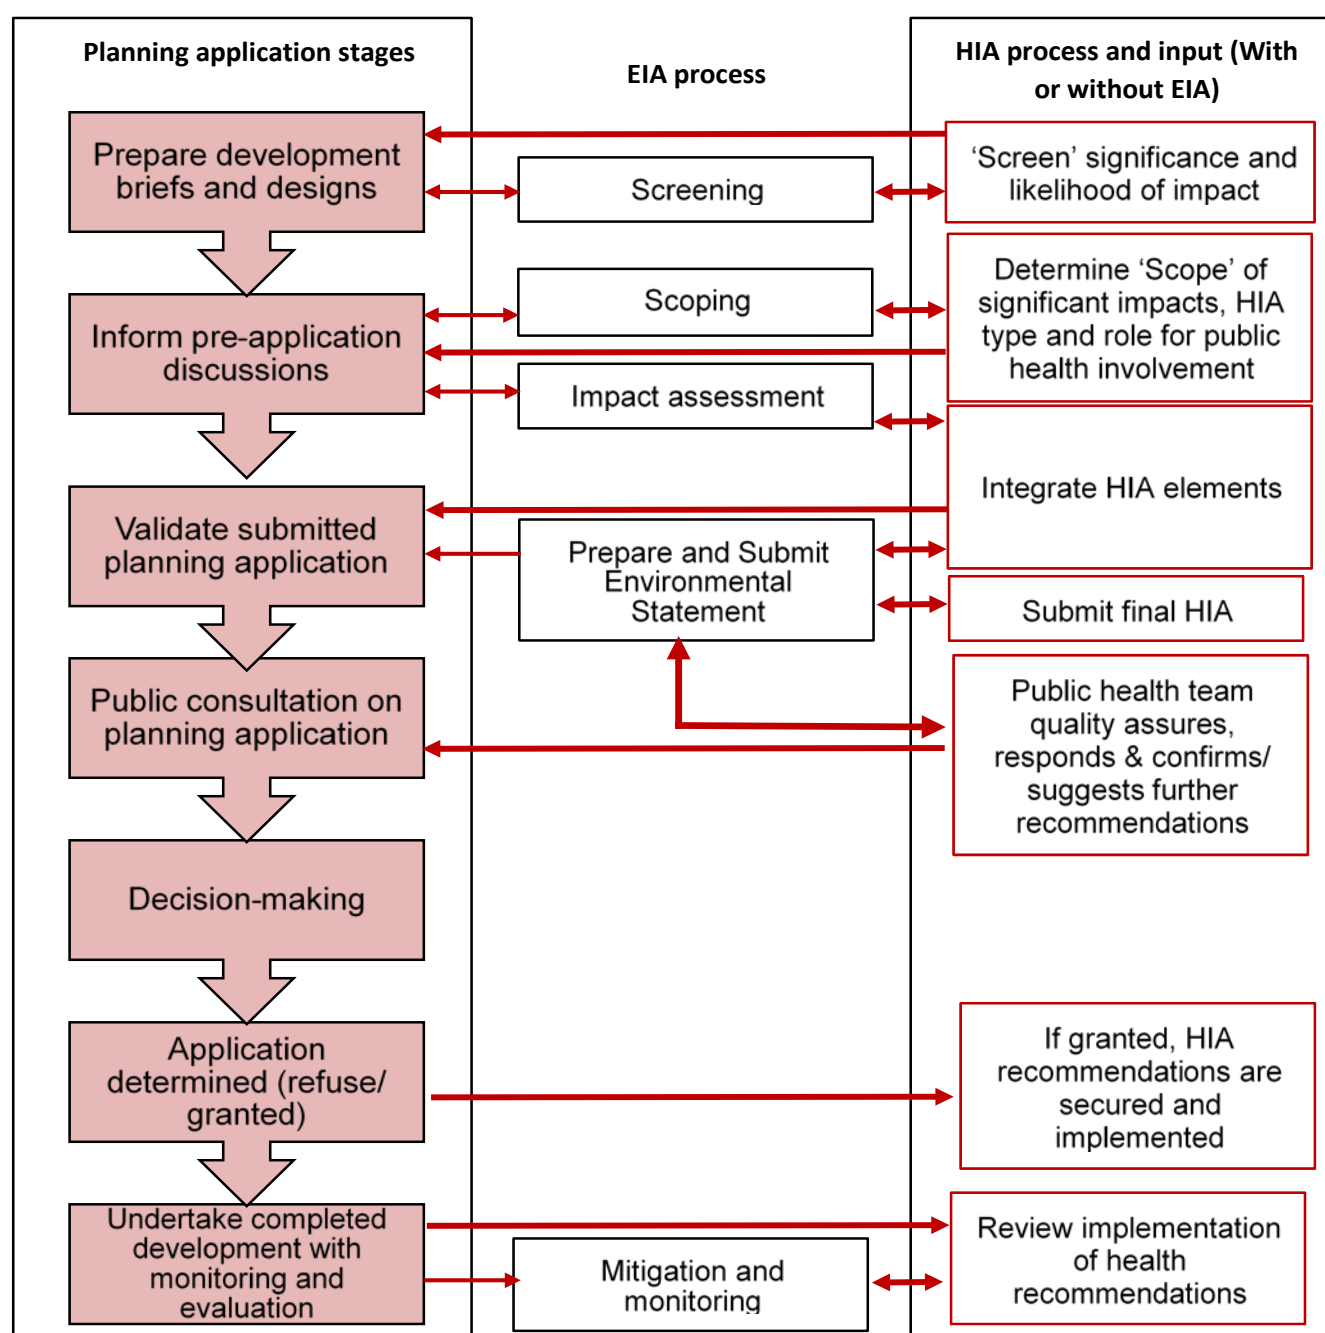 Planning application stages
EIA process
HIA process and input (With
or without EIA)
Prepare development
briefs and designs
Screening
‘Screen’ significance and
likelihood of impact
Inform pre-application
discussions
Scoping
Impact assessment
Determine ‘Scope’ of
significant impacts, HIA
type and role for public
health involvement
Validate submitted
planning application
Prepare and Submit
Environmental
Statement
Integrate HIA elements
Submit final HIA
Public consultation on
planning application
Public health team
quality assures,
responds & confirms/
suggests further
recommendations
Decision-making
Application
determined (refuse/
granted)
If granted, HIA
recommendations are
secured and
implemented
Undertake completed
development with
monitoring and
evaluation
Mitigation and
monitoring
Review implementation
of health
recommendations